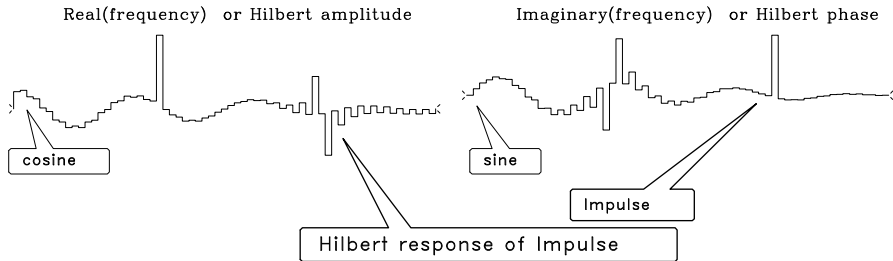 Real(frequency) or Hilbert amplitude
Imaginary(frequency) or Hilbert phase
cosine
sine
Impulse
Hilbert response of Impulse